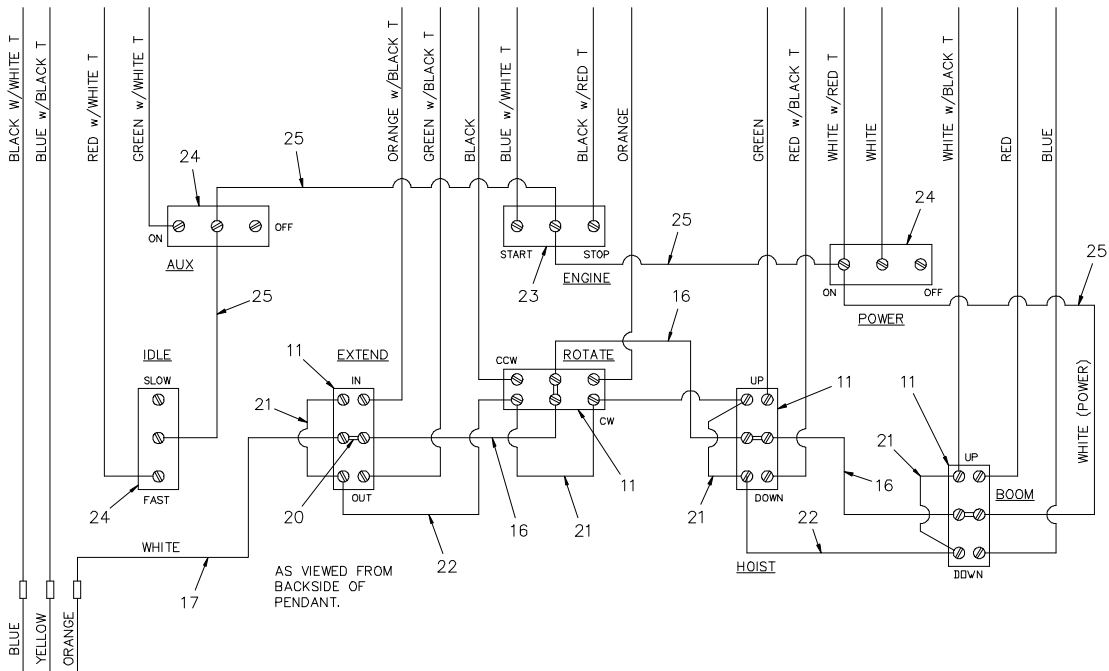 BLACK w/WHITE T
BLUE w/BLACK T
RED w/WHITE T
GREEN w/WHITE T
ORANGE w/BLACK T
GREEN w/BLACK T
BLACK
BLUE w/WHITE T
BLACK w/RED T
ORANGE
GREEN
RED w/BLACK T
WHITE w/RED T
WHITE
WHITE w/BLACK T
RED
BLUE
24
25
ON
OFF
AUX
START
STOP
23
ENGINE
25
24
ON
OFF
POWER
25
25
16
IDLE
SLOW
FAST
24
11
EXTEND
IN
OUT
21
20
CCW
ROTATE
CW
11
16
21
22
UP
11
DOWN
21
HOIST
16
22
11
21
UP
BOOM
DOWN
WHITE (POWER)
WHITE
17
AS VIEWED FROM
BACKSIDE OF
PENDANT.
BLUE
YELLOW
ORANGE